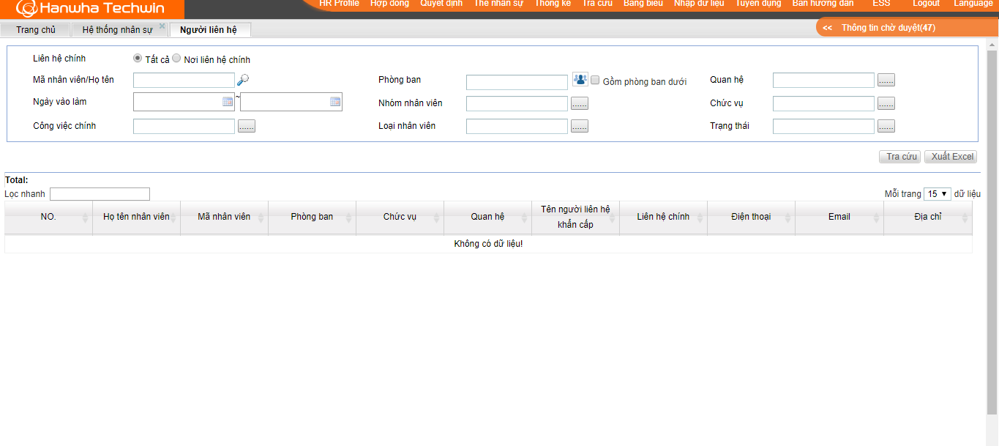 Hanwha Techwin
HR Profile Hợp đồng Quyết định Thẻ nhân sự Thống kê Tra cứu Bảng biểu Nhập dữ liệu Tuyển dụng Bản hướng dẫn ESS Logout Language
Trang chủ Hệ thống nhân sự Người liên hệ << Thông tin chờ duyệt(47)
Liên hệ chính Tất cả Nơi liên hệ chính
Mã nhân viên/Họ tên Phòng ban Gồm phòng ban dưới Quan hệ ......
Ngày vào làm ~ Nhóm nhân viên ...... Chức vụ ......
Công việc chính ...... Loại nhân viên ...... Trạng thái ......
Tra cứu Xuất Excel
Total:
Lọc nhanh Mỗi trang 15 dữ liệu
NO. Họ tên nhân viên Mã nhân viên Phòng ban Chức vụ Quan hệ Tên người liên hệ khẩn cấp Liên hệ chính Điện thoại Email Địa chỉ
Không có dữ liệu!